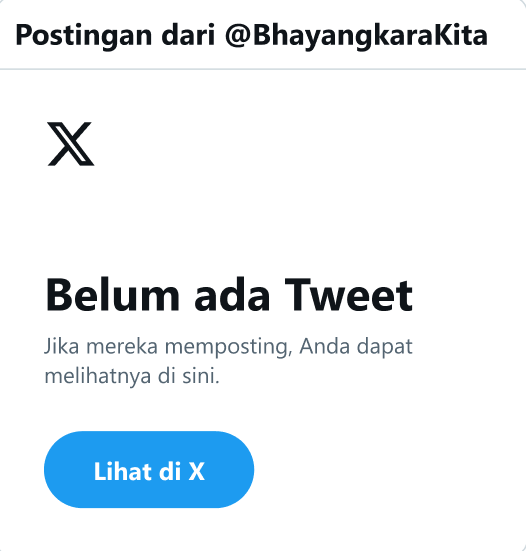 Postingan dari @BhayangkaraKita
Belum ada Tweet
Jika mereka memposting, Anda dapat
melihatnya di sini.
Lihat di X